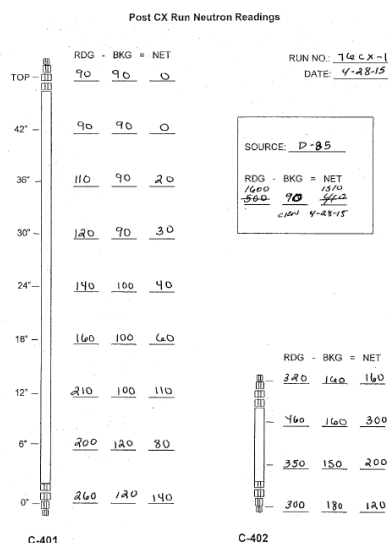 Post CX Run Neutron Readings
RUN NO.: 76CX-1
DATE: 4-28-15
RDG - BKG = NET
TOP 90 90 0
42" 90 90 0
36" 110 90 20
30" 120 90 30
24" 140 100 40
18" 160 100 60
12" 210 100 110
6" 200 120 80
0" 260 120 140
C-401
SOURCE: D-85
RDG - BKG = NET
1600 1510
500 90 410
4-28-15
RDG - BKG = NET
320 160 160
460 160 300
350 150 200
300 180 120
C-402